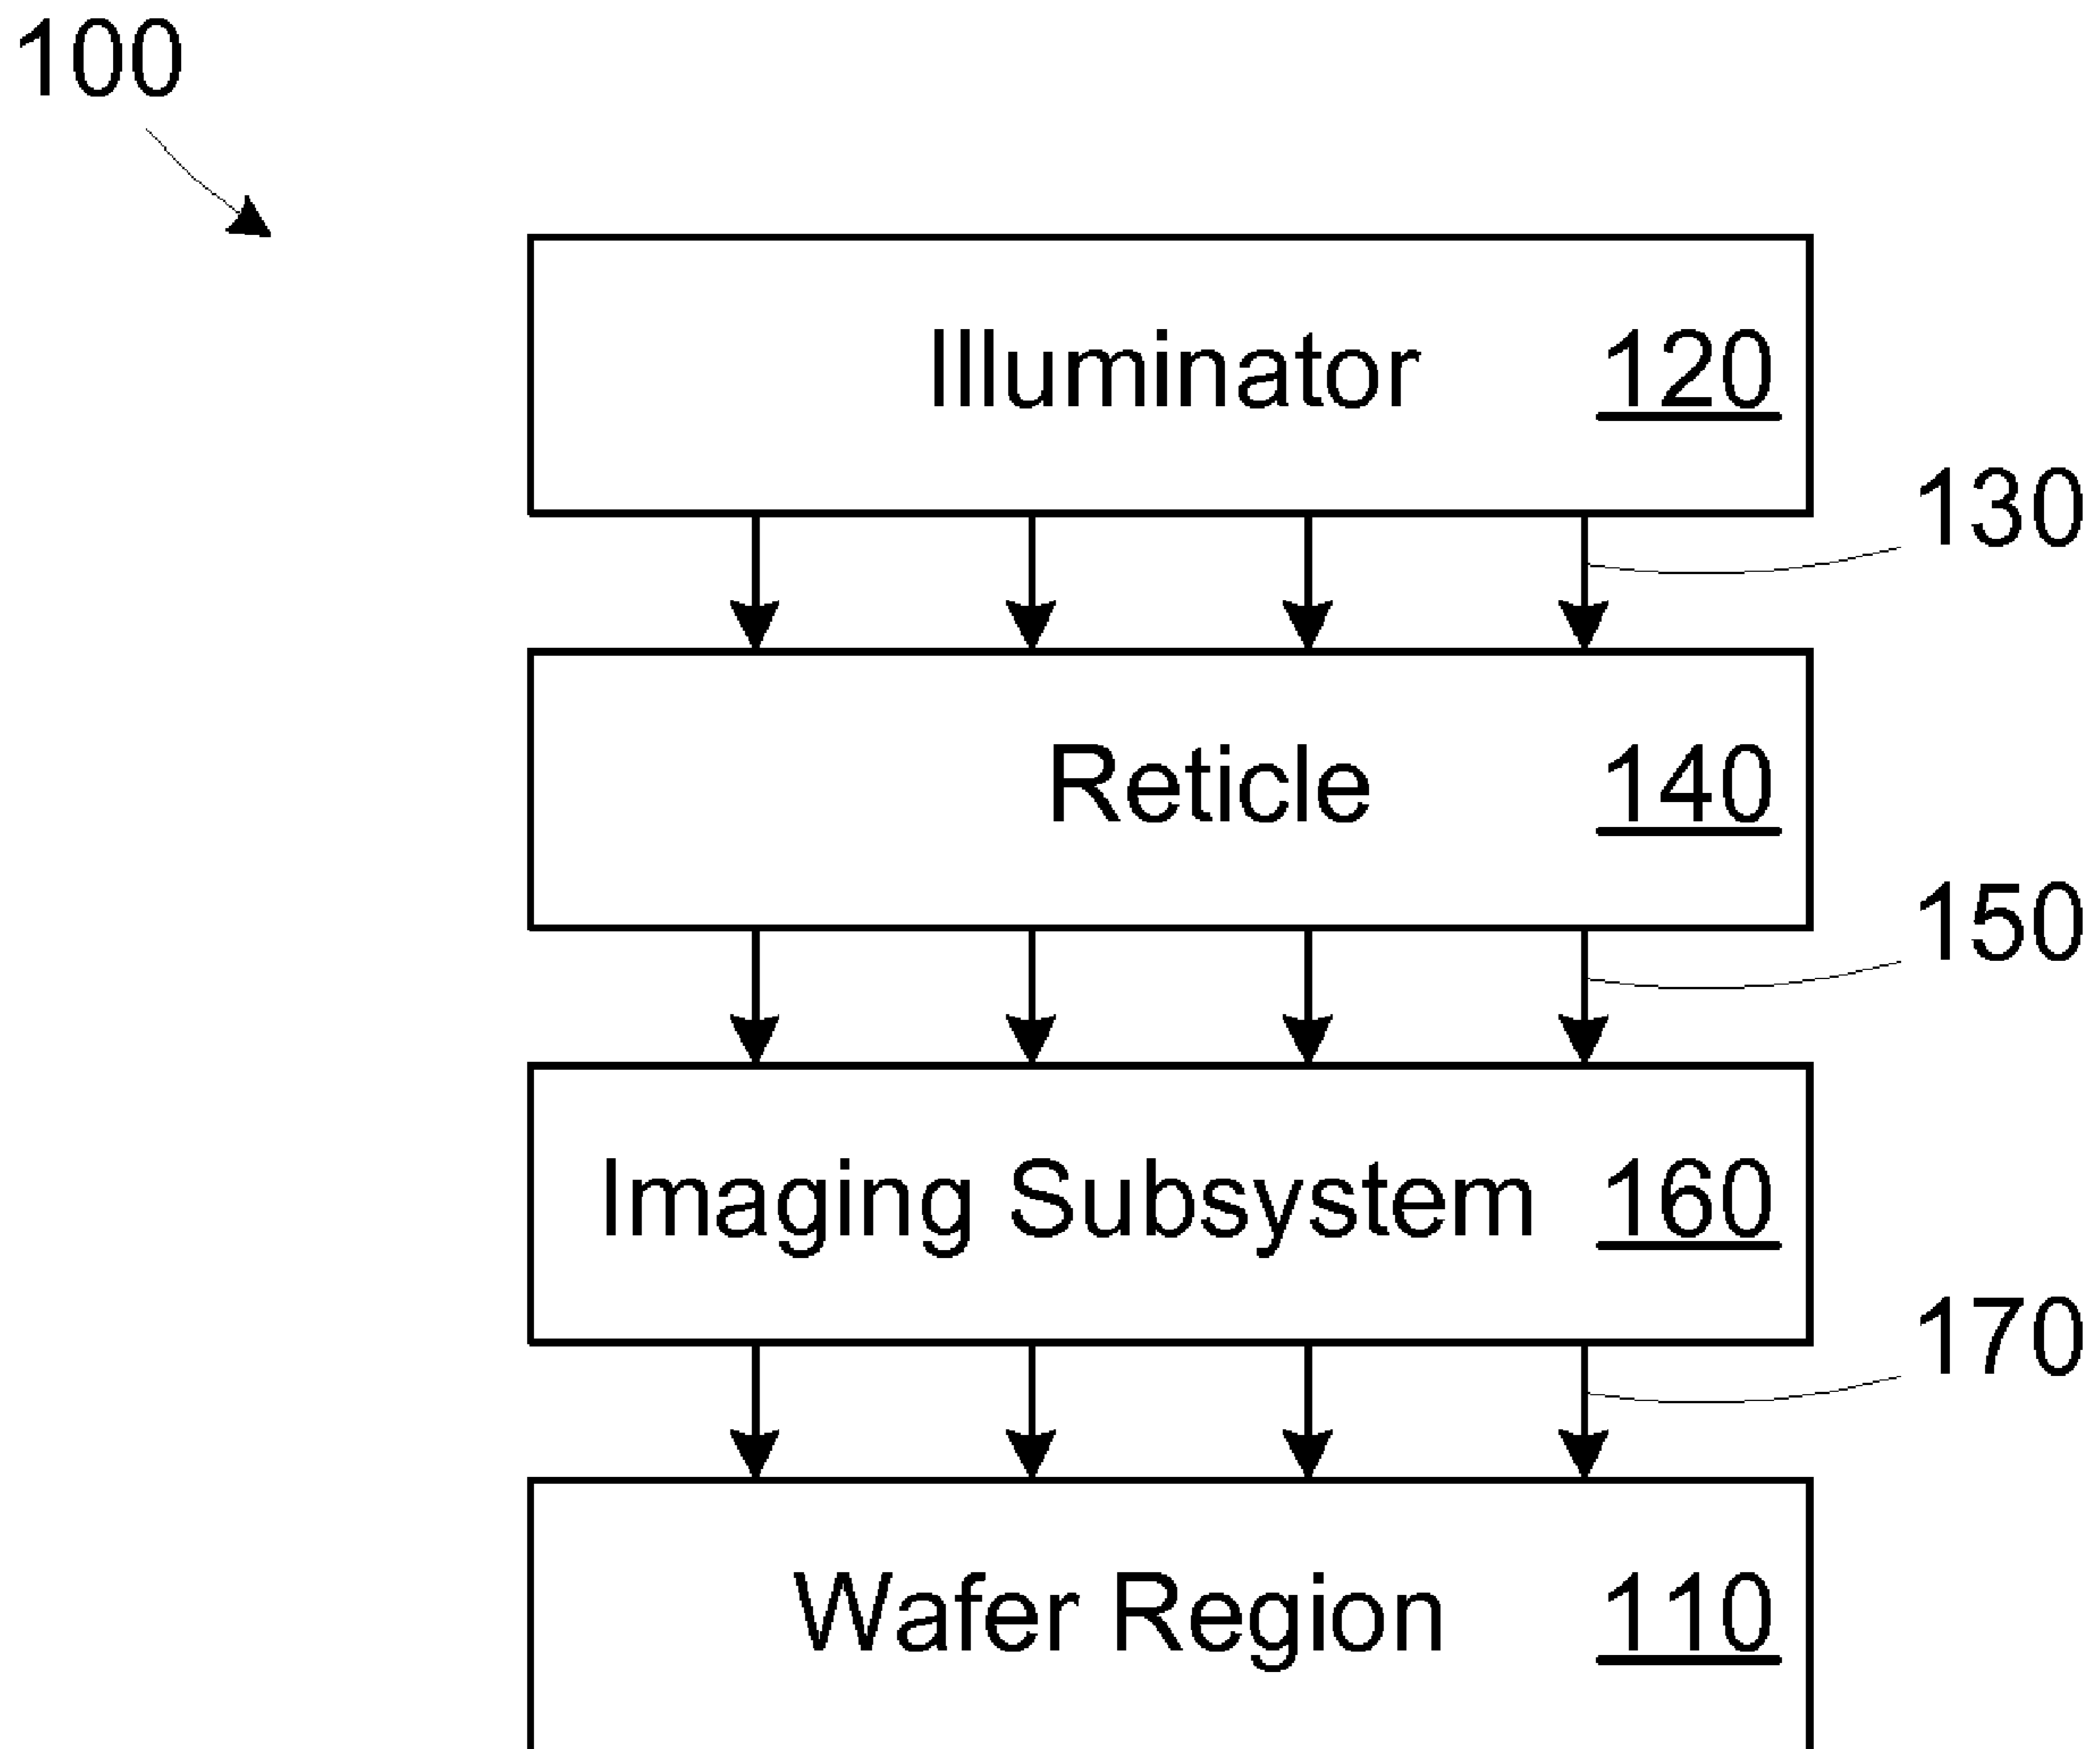 100
Illuminator 120
130
Reticle 140
150
Imaging Subsystem 160
170
Wafer Region 110